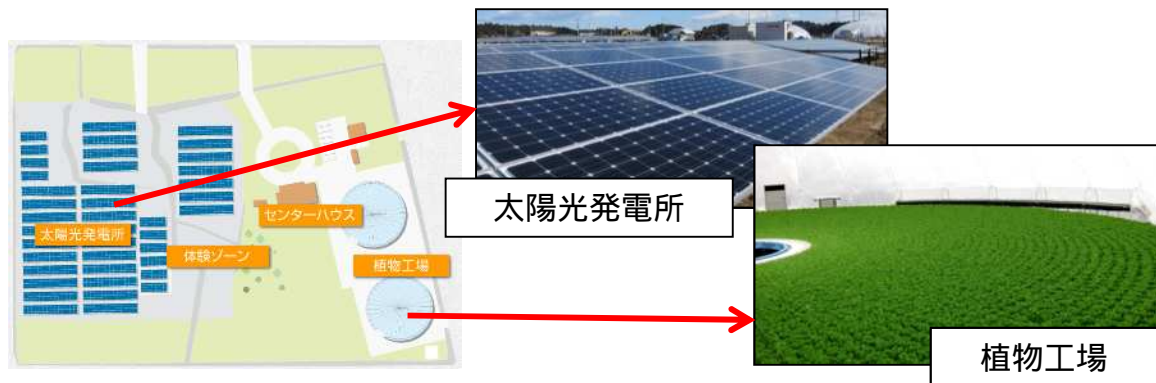 センターハウス
太陽光発電所
体験ゾーン
植物工場
太陽光発電所
植物工場